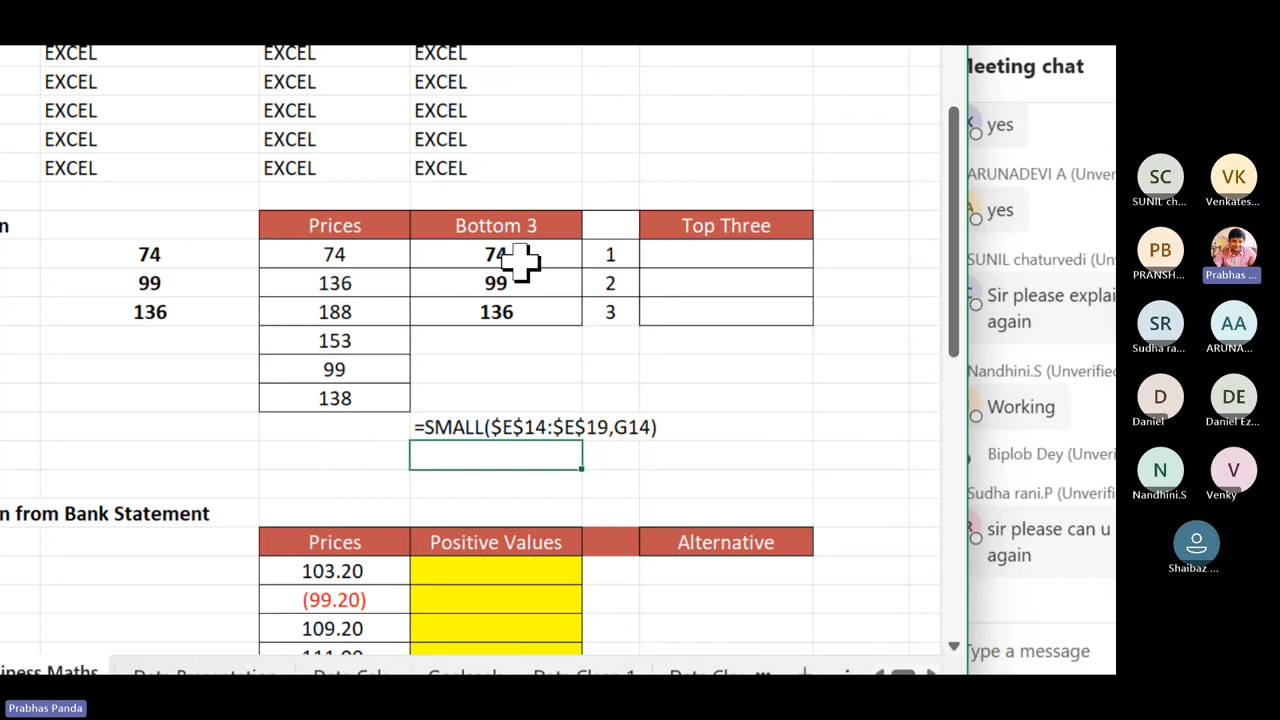 EXCEL EXCEL EXCEL
EXCEL EXCEL EXCEL
EXCEL EXCEL EXCEL
EXCEL EXCEL EXCEL
EXCEL EXCEL EXCEL
n Prices Bottom 3 Top Three
74 74 74 1
99 136 99 2
136 188 136 3
153
99
138
=SMALL($E$14:$E$19,G14)
n from Bank Statement
Prices Positive Values Alternative
103.20
(99.20)
109.20
Meeting chat
yes
ARUNADEVI A (Unver
yes
SUNIL chaturvedi (Unverifi
Sir please explai
again
Nandhini.S (Unverified
Working
Biplob Dey (Unveri
Sudha rani.P (Unverifi
sir please can u
again
Type a message
SC VK
SUNIL ch... Venkates...
PB
PRANSH... Prabhas ...
SR AA
Sudha ra... ARUNA...
D DE
Daniel Daniel Ez...
N V
Nandhini.S Venky
Shaibaz ...
Prabhas Panda